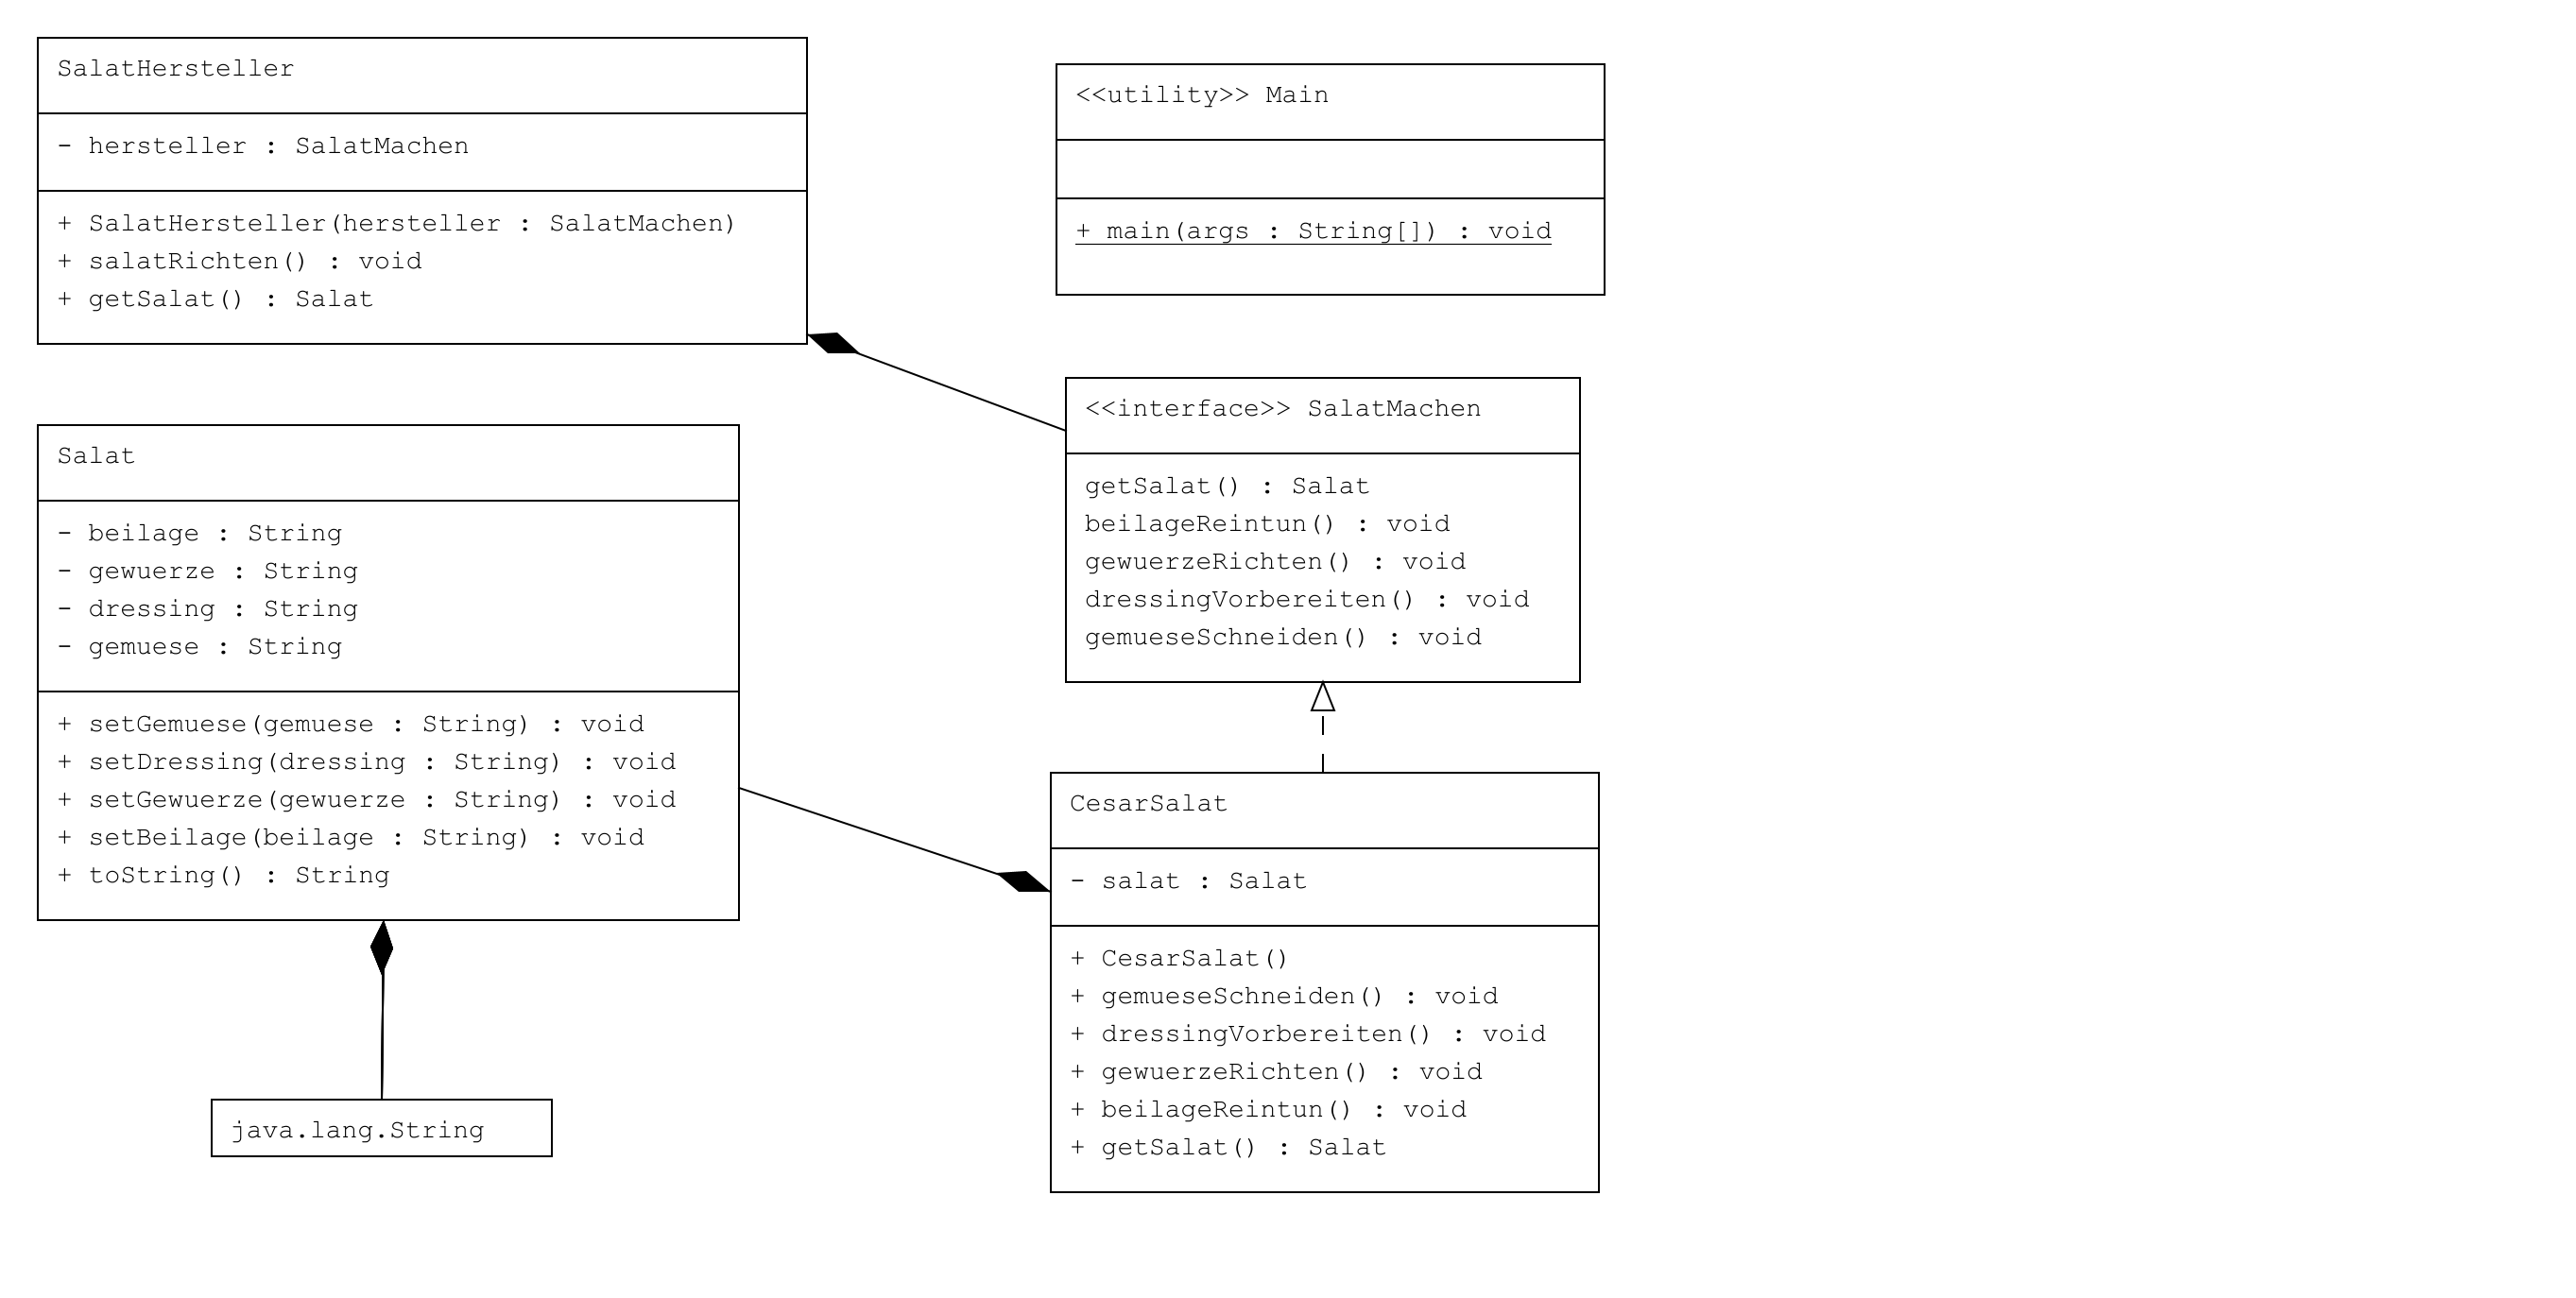 SalatHersteller
- hersteller : SalatMachen
+ SalatHersteller(hersteller : SalatMachen)
+ salatRichten() : void
+ getSalat() : Salat
<<utility>> Main
+ main(args : String[]) : void
<<interface>> SalatMachen
getSalat() : Salat
beilageReintun() : void
gewuerzeRichten() : void
dressingVorbereiten() : void
gemueseSchneiden() : void
Salat
- beilage : String
- gewuerze : String
- dressing : String
- gemuese : String
+ setGemuese(gemuese : String) : void
+ setDressing(dressing : String) : void
+ setGewuerze(gewuerze : String) : void
+ setBeilage(beilage : String) : void
+ toString() : String
CesarSalat
- salat : Salat
+ CesarSalat()
+ gemueseSchneiden() : void
+ dressingVorbereiten() : void
+ gewuerzeRichten() : void
+ beilageReintun() : void
+ getSalat() : Salat
java.lang.String